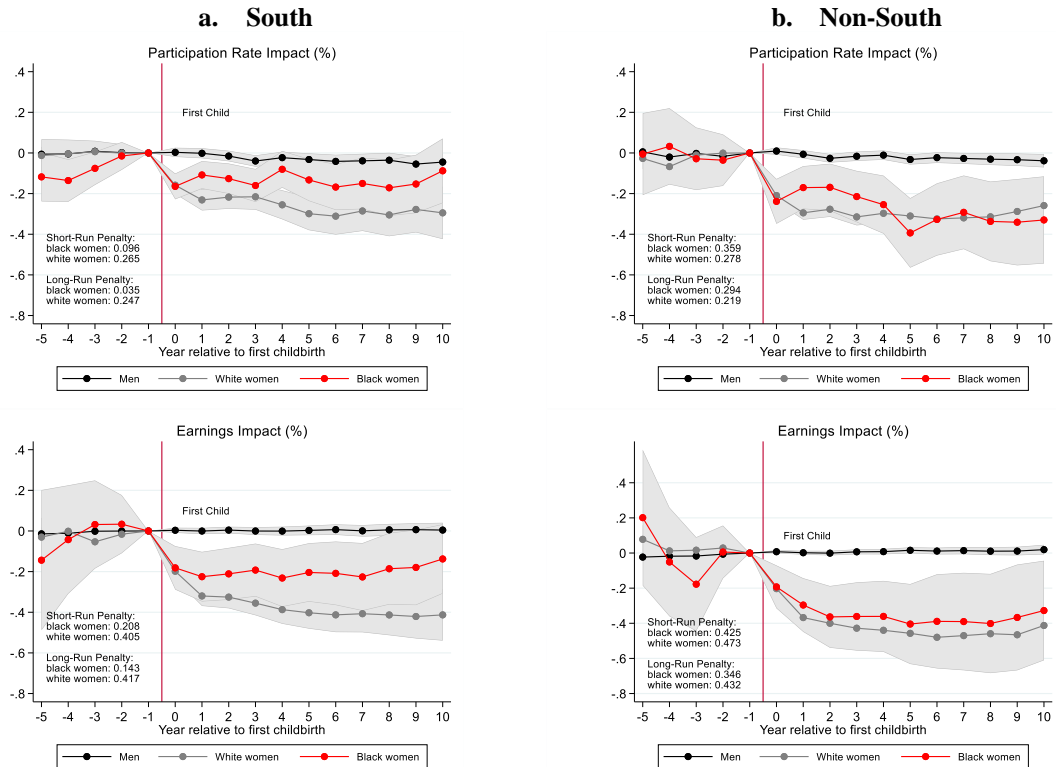 a. South
Participation Rate Impact (%)
.4
.2
0
-.2
-.4
-.6
-.8
First Child
Short-Run Penalty:
black women: 0.096
white women: 0.265
Long-Run Penalty:
black women: 0.035
white women: 0.247
-5 -4 -3 -2 -1 0 1 2 3 4 5 6 7 8 9 10
Year relative to first childbirth
Men White women Black women
b. Non-South
Participation Rate Impact (%)
.4
.2
0
-.2
-.4
-.6
-.8
First Child
Short-Run Penalty:
black women: 0.359
white women: 0.278
Long-Run Penalty:
black women: 0.294
white women: 0.219
-5 -4 -3 -2 -1 0 1 2 3 4 5 6 7 8 9 10
Year relative to first childbirth
Men White women Black women
Earnings Impact (%)
.4
.2
0
-.2
-.4
-.6
-.8
First Child
Short-Run Penalty:
black women: 0.208
white women: 0.405
Long-Run Penalty:
black women: 0.143
white women: 0.417
-5 -4 -3 -2 -1 0 1 2 3 4 5 6 7 8 9 10
Year relative to first childbirth
Men White women Black women
Earnings Impact (%)
.4
.2
0
-.2
-.4
-.6
-.8
First Child
Short-Run Penalty:
black women: 0.425
white women: 0.473
Long-Run Penalty:
black women: 0.346
white women: 0.432
-5 -4 -3 -2 -1 0 1 2 3 4 5 6 7 8 9 10
Year relative to first childbirth
Men White women Black women